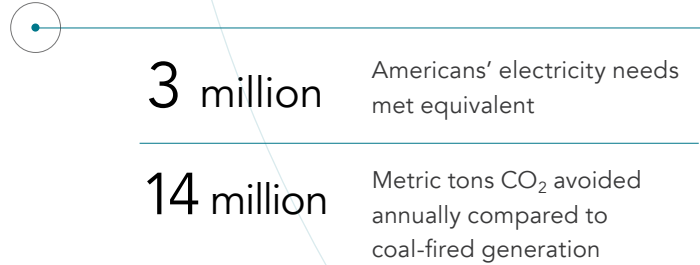 3 million
Americans’ electricity needs
met equivalent
14 million
Metric tons CO₂ avoided
annually compared to
coal-fired generation